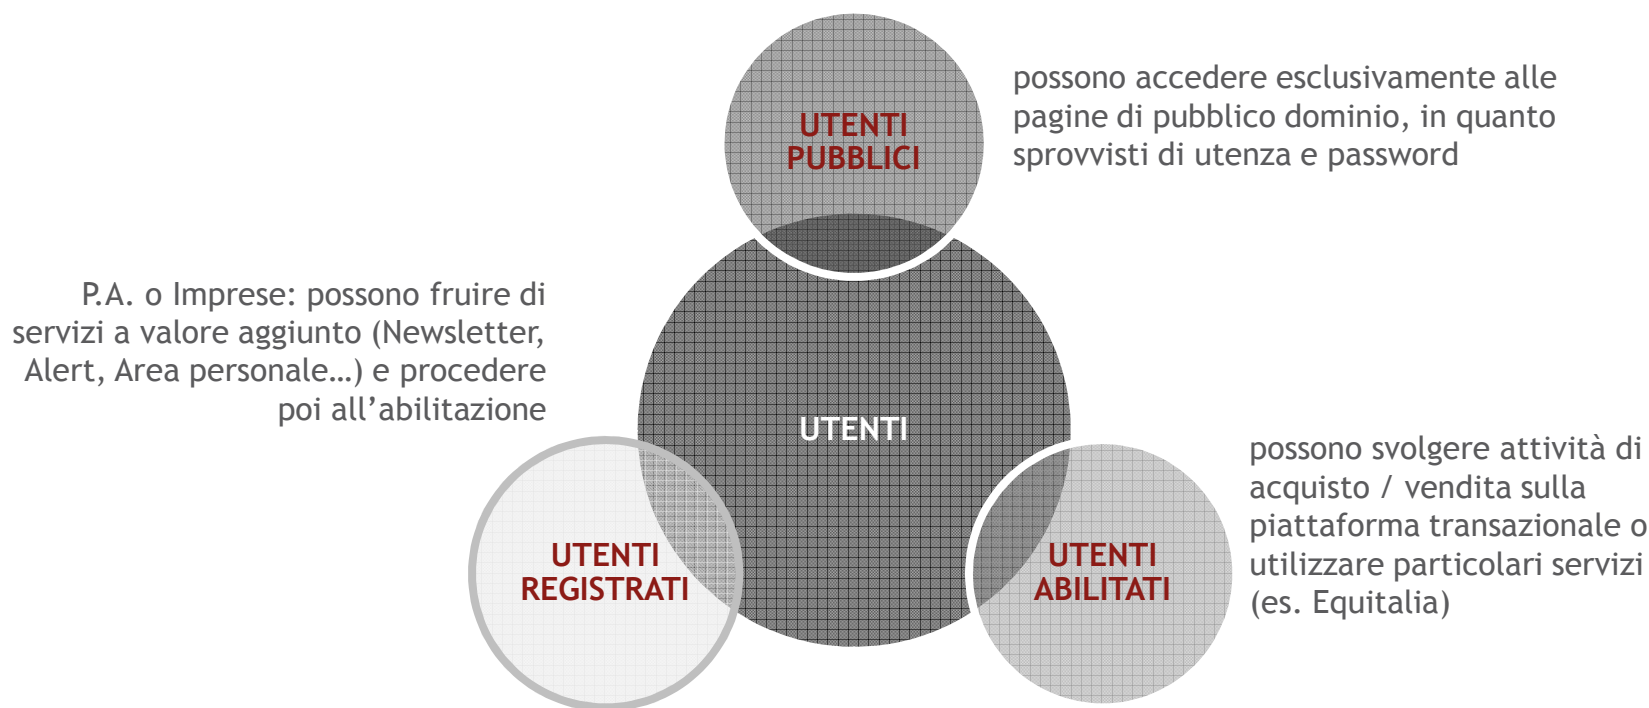 UTENTI
PUBBLICI
possono accedere esclusivamente alle
pagine di pubblico dominio, in quanto
sprovvisti di utenza e password
P.A. o Imprese: possono fruire di
servizi a valore aggiunto (Newsletter,
Alert, Area personale…) e procedere
poi all’abilitazione
UTENTI
UTENTI
REGISTRATI
UTENTI
ABILITATI
possono svolgere attività di
acquisto / vendita sulla
piattaforma transazionale o
utilizzare particolari servizi
(es. Equitalia)